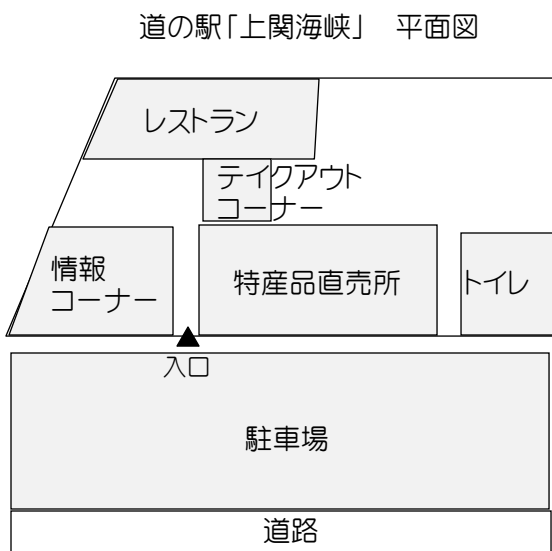 道の駅「上関海峡」　平面図
レストラン
テイクアウト
コーナー
情報
コーナー
特産品直売所
トイレ
▲
入口
駐車場
道路